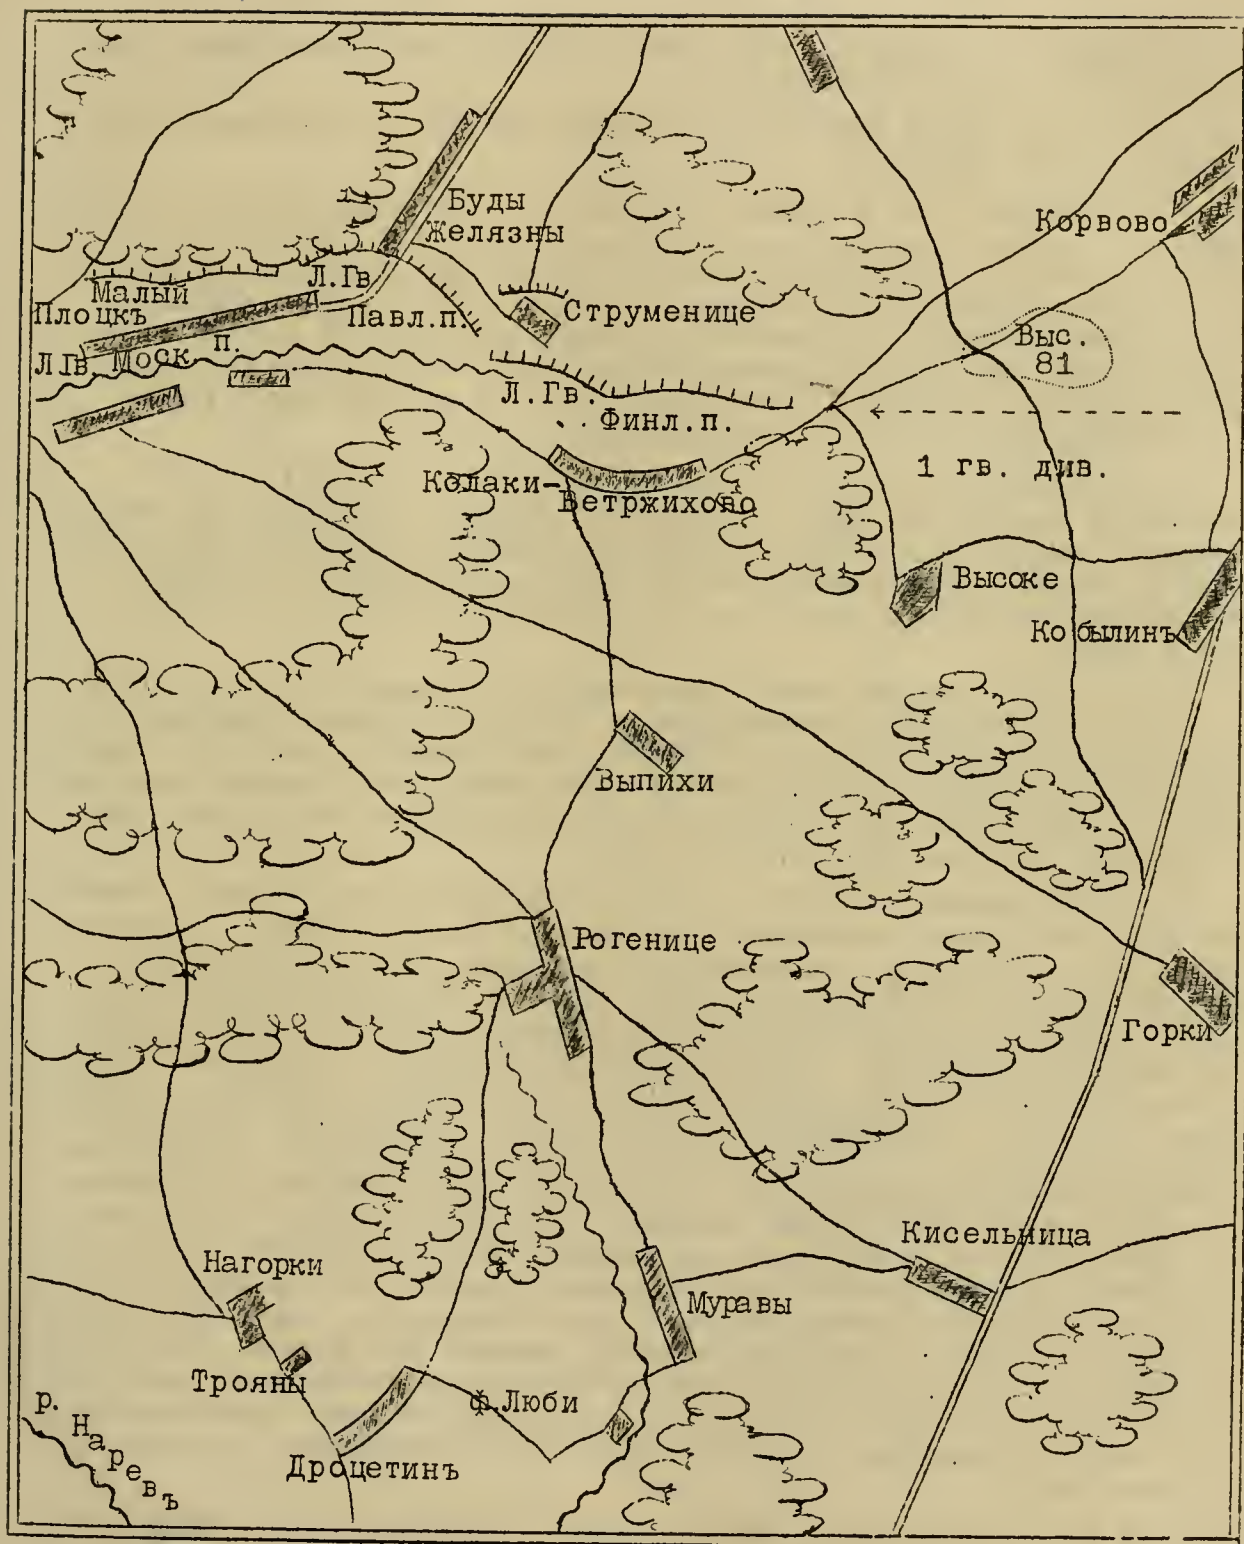 Буды
Желязны
Корвово
Л.Гв
Малый
Плоцкъ
Павл.п.
Струменице
Выс.
81
Л.Гв. Моск. п.
Л.Гв.
Финл.п.
1 гв. див.
Колаки-
Ветржихово
Высоке
Кобылинъ
Выпихи
Рогенице
Горки
Кисельница
Нагорки
Муравы
Трояны
ф.Люби
р. Наревъ
Дроцетинъ